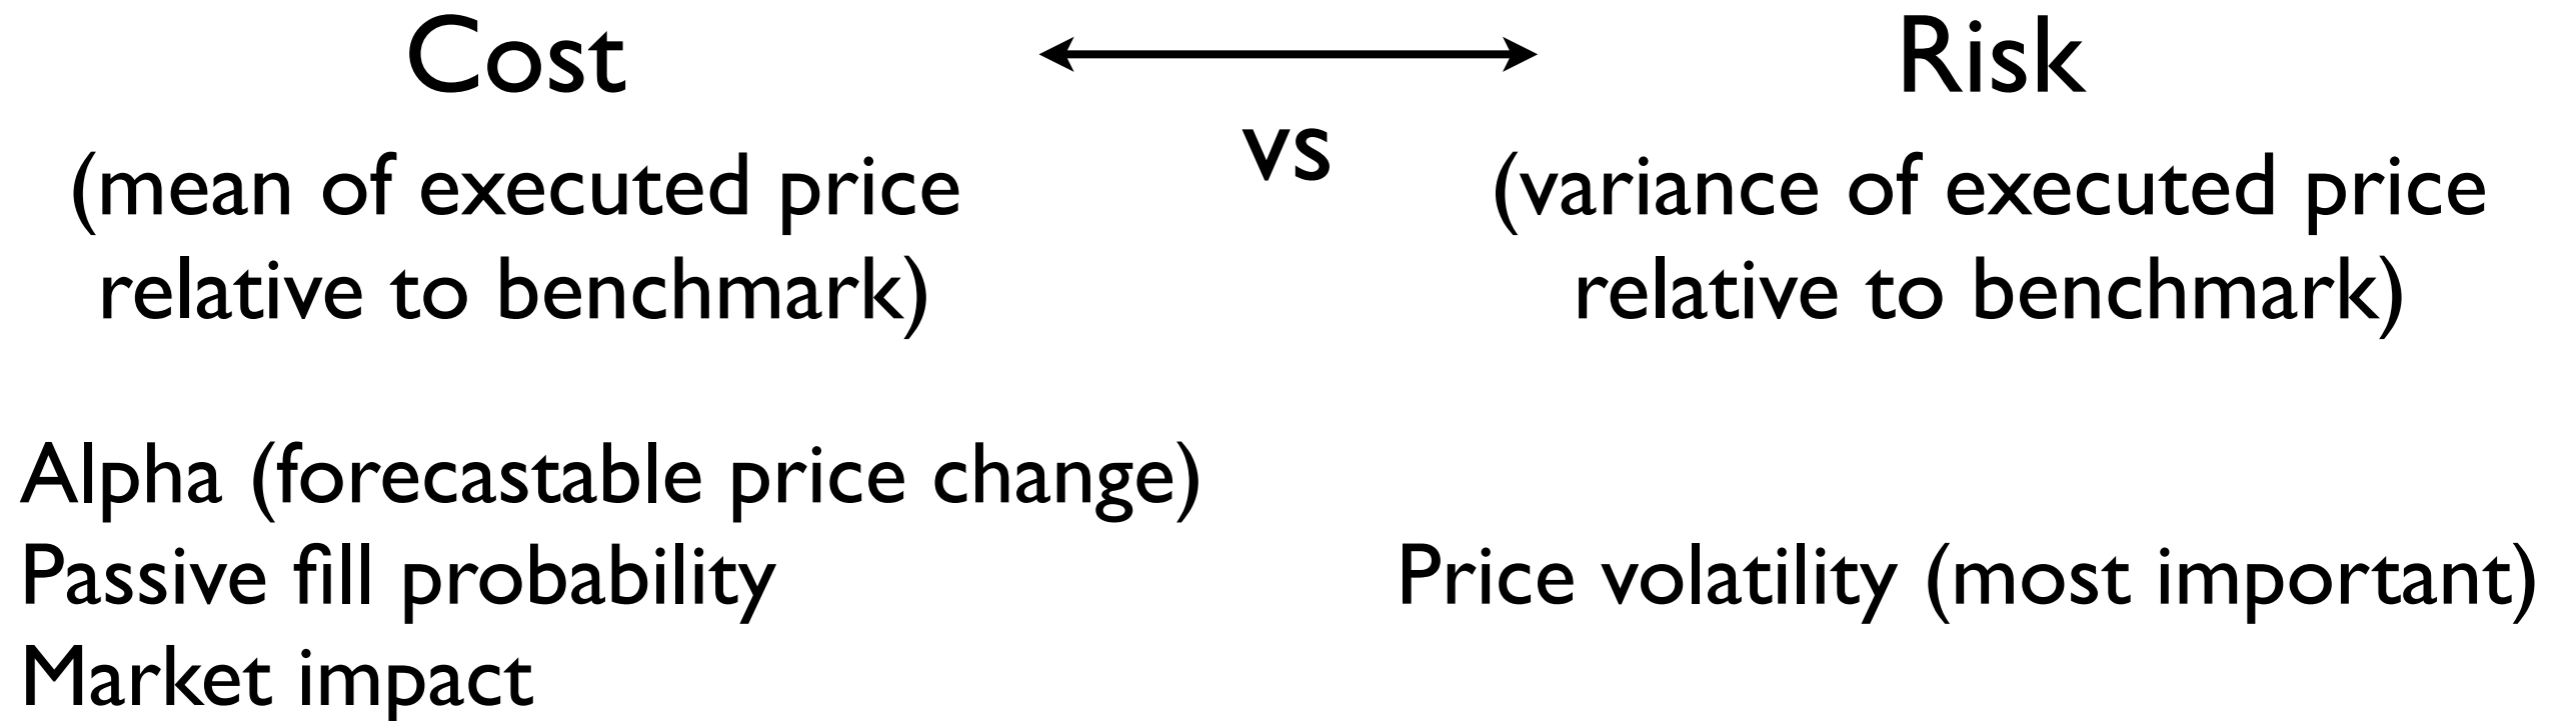 Cost
vs
Risk
(mean of executed price
relative to benchmark)
(variance of executed price
relative to benchmark)
Alpha (forecastable price change)
Passive fill probability
Market impact
Price volatility (most important)